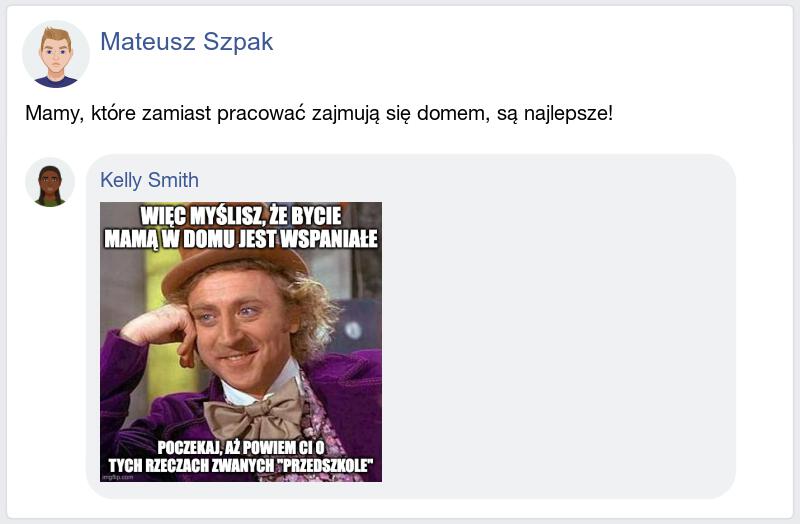 Mateusz Szpak
Mamy, które zamiast pracować zajmują się domem, są najlepsze!
Kelly Smith
WIĘC MYŚLISZ, ŻE BYCIE
MAMĄ W DOMU JEST WSPANIAŁE
POCZEKAJ, AŻ POWIEM CI O
TYCH RZECZACH ZWANYCH "PRZEDSZKOLE"
imgflip.com